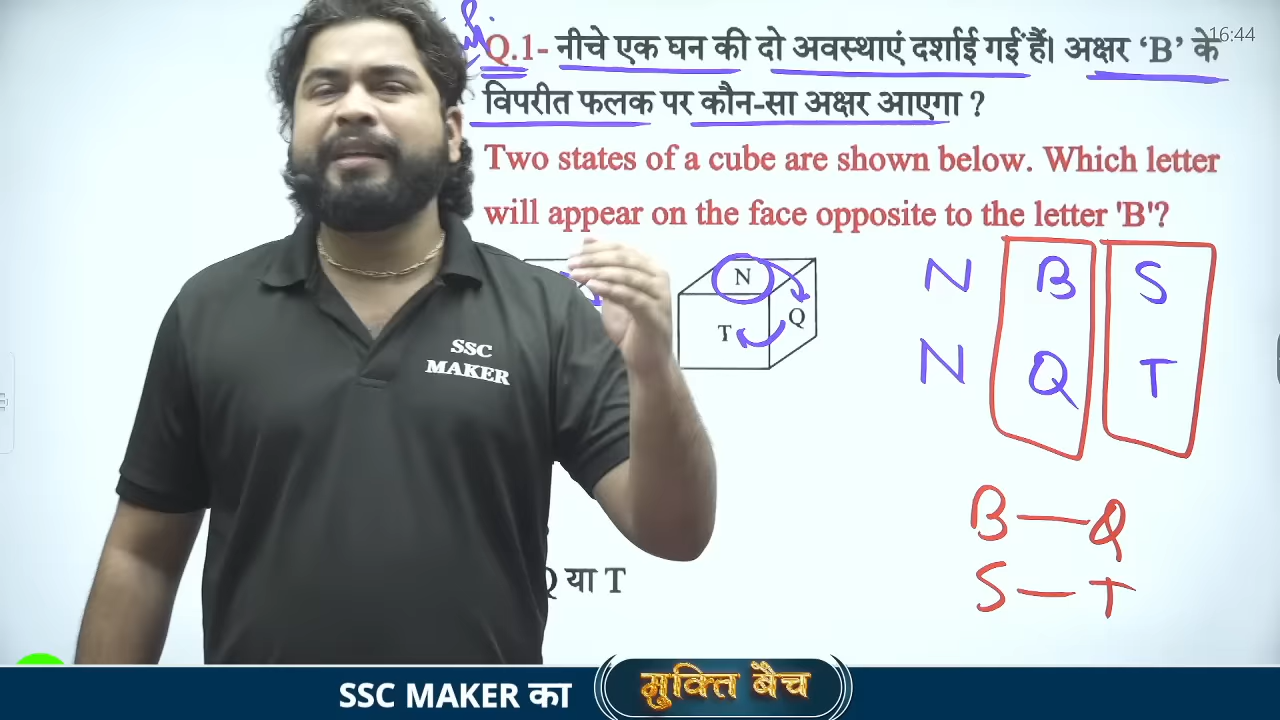 Q.1- नीचे एक घन की दो अवस्थाएं दर्शाई गई हैं। अक्षर ‘B’ के
विपरीत फलक पर कौन-सा अक्षर आएगा ?
16:44
Two states of a cube are shown below. Which letter
will appear on the face opposite to the letter 'B'?
N
T
Q
N B S
N Q T
B — Q
S — T
SSC
MAKER
या T
SSC MAKER का
मुक्ति बैच